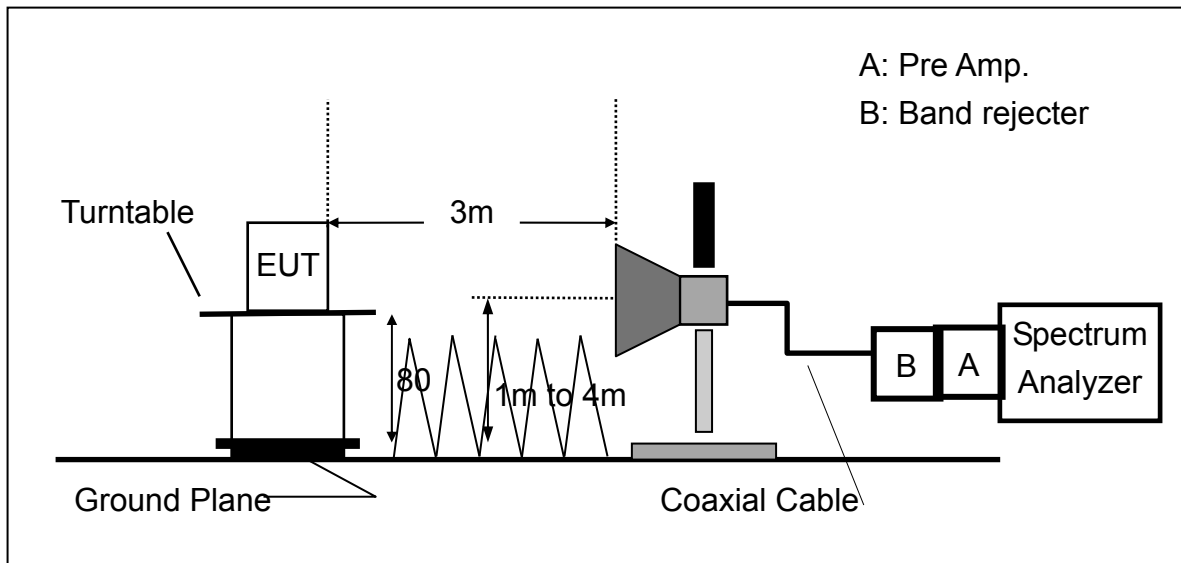 A: Pre Amp.
B: Band rejecter
Turntable
3m
EUT
80
1m to 4m
B
A
Spectrum
Analyzer
Ground Plane
Coaxial Cable